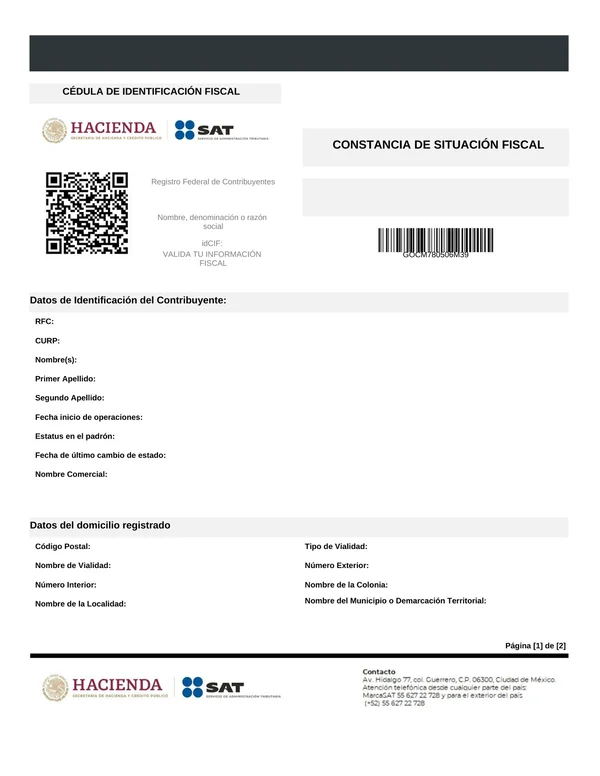 CÉDULA DE IDENTIFICACIÓN FISCAL
HACIENDA
SECRETARÍA DE HACIENDA Y CRÉDITO PÚBLICO
SAT
SERVICIO DE ADMINISTRACIÓN TRIBUTARIA
CONSTANCIA DE SITUACIÓN FISCAL
Registro Federal de Contribuyentes
Nombre, denominación o razón
social
idCIF:
VALIDA TU INFORMACIÓN
FISCAL
GOCM780506M39
Datos de Identificación del Contribuyente:
RFC:
CURP:
Nombre(s):
Primer Apellido:
Segundo Apellido:
Fecha inicio de operaciones:
Estatus en el padrón:
Fecha de último cambio de estado:
Nombre Comercial:
Datos del domicilio registrado
Código Postal:
Tipo de Vialidad:
Nombre de Vialidad:
Número Exterior:
Número Interior:
Nombre de la Colonia:
Nombre de la Localidad:
Nombre del Municipio o Demarcación Territorial:
Página [1] de [2]
HACIENDA
SECRETARÍA DE HACIENDA Y CRÉDITO PÚBLICO
SAT
SERVICIO DE ADMINISTRACIÓN TRIBUTARIA
Contacto
Av. Hidalgo 77, col. Guerrero, C.P. 06300, Ciudad de México.
Atención telefónica desde cualquier parte del país:
MarcaSAT 55 627 22 728 y para el exterior del país
(+52) 55 627 22 728